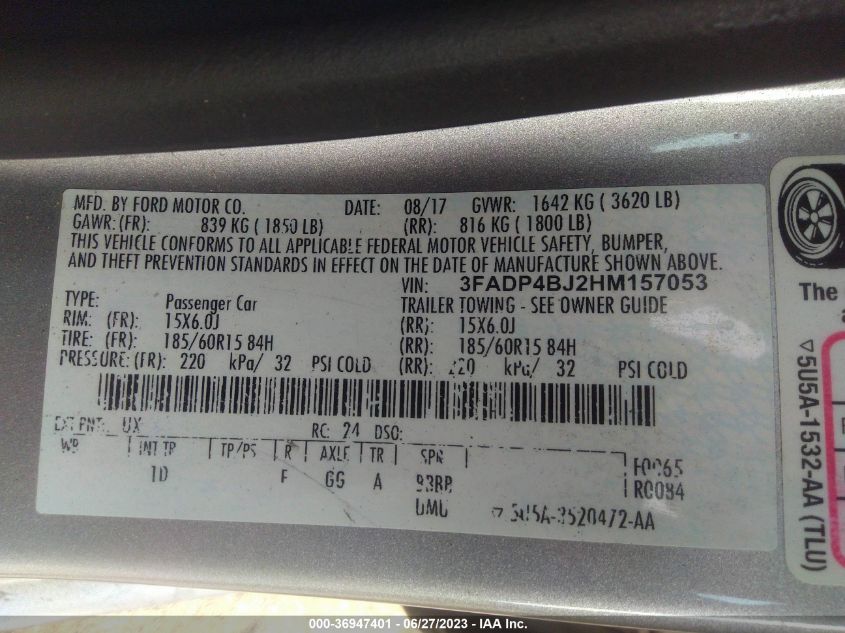 MFD. BY FORD MOTOR CO. DATE: 08/17 GVWR: 1642 KG ( 3620 LB)
GAWR: (FR): 839 KG ( 1850 LB) (RR): 816 KG ( 1800 LB)
THIS VEHICLE CONFORMS TO ALL APPLICABLE FEDERAL MOTOR VEHICLE SAFETY, BUMPER,
AND THEFT PREVENTION STANDARDS IN EFFECT ON THE DATE OF MANUFACTURE SHOWN ABOVE.
VIN: 3FADP4BJ2HM157053
TYPE: Passenger Car TRAILER TOWING - SEE OWNER GUIDE
RIM: (FR): 15X6.0J (RR): 15X6.0J
TIRE: (FR): 185/60R15 84H (RR): 185/60R15 84H
PRESSURE: (FR): 220 kPa/ 32 PSI COLD (RR): 220 kPa/ 32 PSI COLD
EXT PNT: UX RC: 24 DSO:
WB INT TR TP/PS R AXLE TR SPR
F GG A
▽ 5U5A-3520472-AA
The
▽5U5A-1532-AA (TLU)
000-36947401 - 06/27/2023 - IAA Inc.